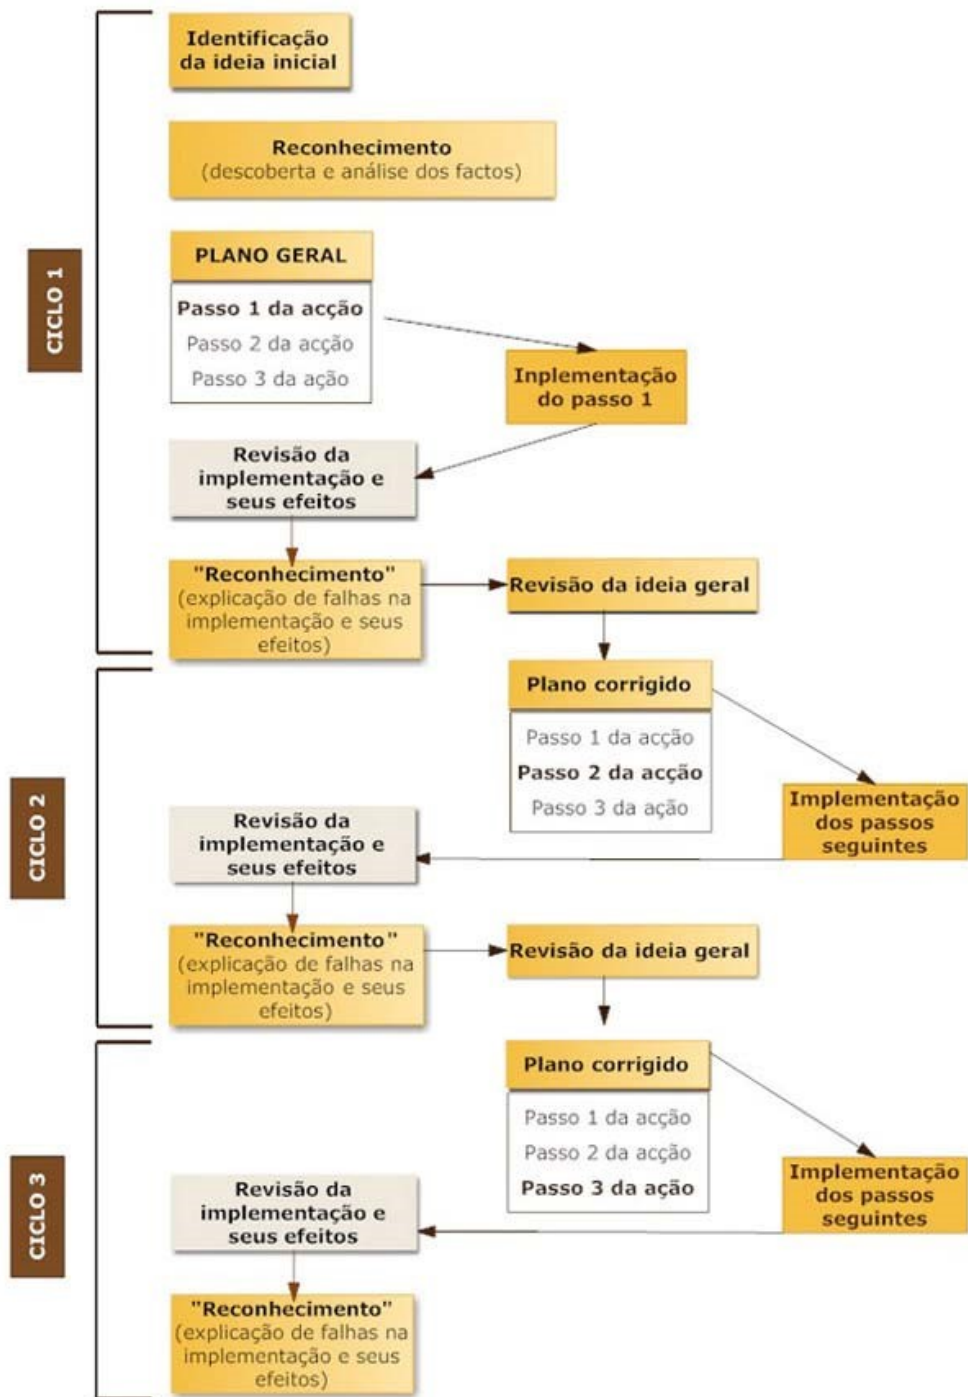 CICLO 1
Identificação
da ideia inicial
Reconhecimento
(descoberta e análise dos factos)
PLANO GERAL
Passo 1 da acção
Passo 2 da acção
Passo 3 da ação
Inplementação
do passo 1
Revisão da
implementação e
seus efeitos
"Reconhecimento"
(explicação de falhas na
implementação e seus
efeitos)
Revisão da ideia geral
CICLO 2
Plano corrigido
Passo 1 da acção
Passo 2 da acção
Passo 3 da ação
Implementação
dos passos
seguintes
Revisão da
implementação e
seus efeitos
"Reconhecimento"
(explicação de falhas na
implementação e seus
efeitos)
Revisão da ideia geral
CICLO 3
Plano corrigido
Passo 1 da acção
Passo 2 da acção
Passo 3 da ação
Implementação
dos passos
seguintes
Revisão da
implementação e
seus efeitos
"Reconhecimento"
(explicação de falhas na
implementação e seus
efeitos)